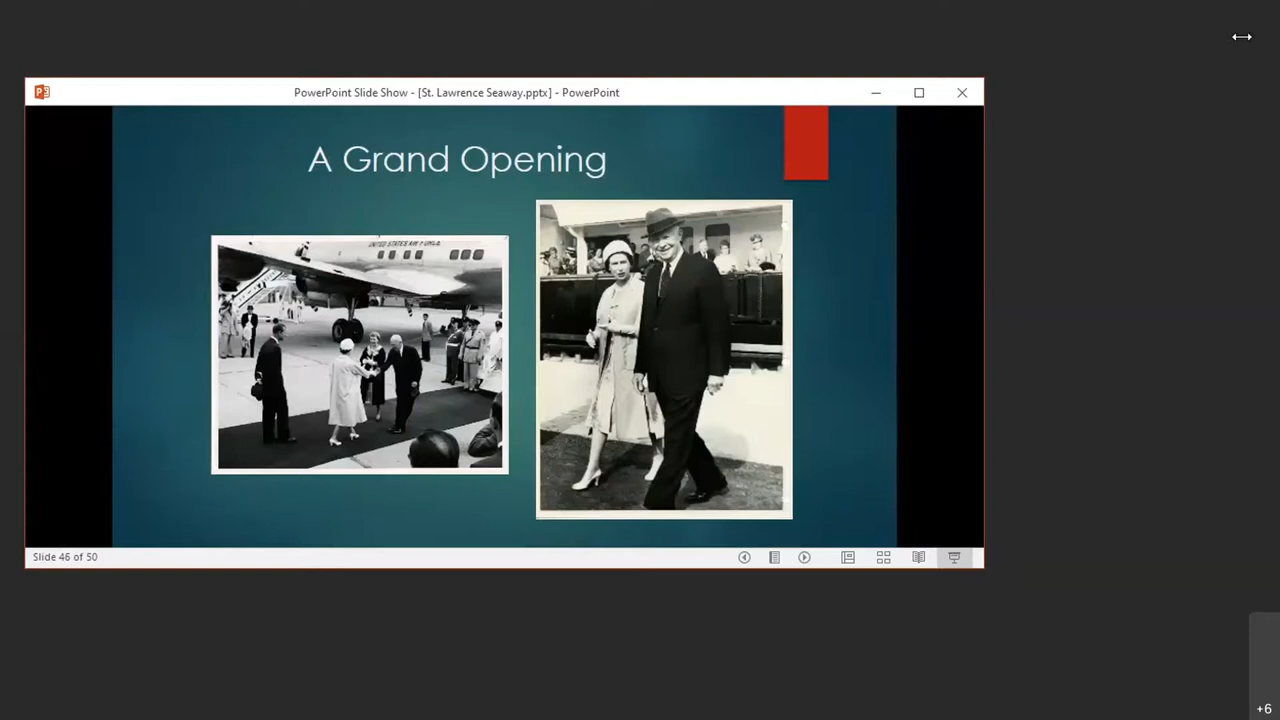 PowerPoint Slide Show - [St. Lawrence Seaway.pptx] - PowerPoint
A Grand Opening
UNITED STATES AIR FORCE
Slide 46 of 50
+6